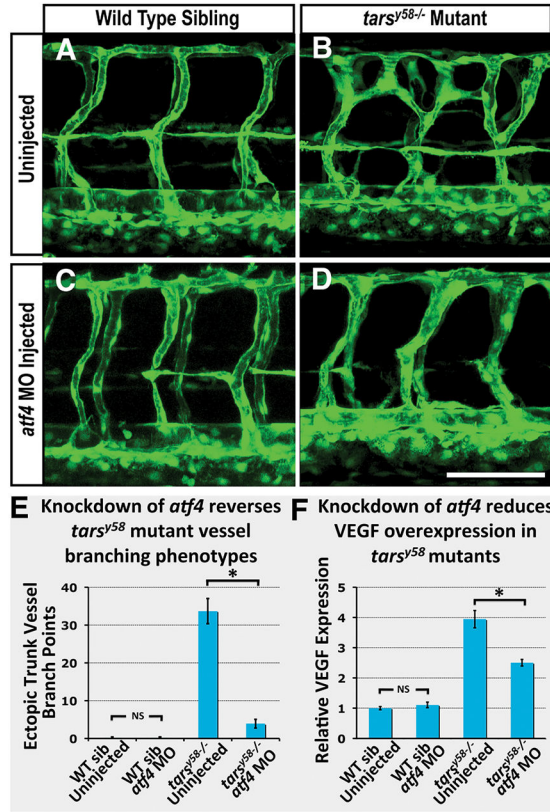 Wild Type Sibling
tars^y58-/- Mutant
Uninjected
A
B
atf4 MO Injected
C
D
E Knockdown of atf4 reverses
tars^y58 mutant vessel
branching phenotypes
Ectopic Trunk Vessel
Branch Points
40
30
20
10
0
NS
*
WT sib
Uninjected
WT sib
atf4 MO
tars^y58-/-
Uninjected
tars^y58-/-
atf4 MO
F Knockdown of atf4 reduces
VEGF overexpression in
tars^y58 mutants
Relative VEGF Expression
5
4
3
2
1
0
NS
*
WT sib
Uninjected
WT sib
atf4 MO
tars^y58-/-
Uninjected
tars^y58-/-
atf4 MO